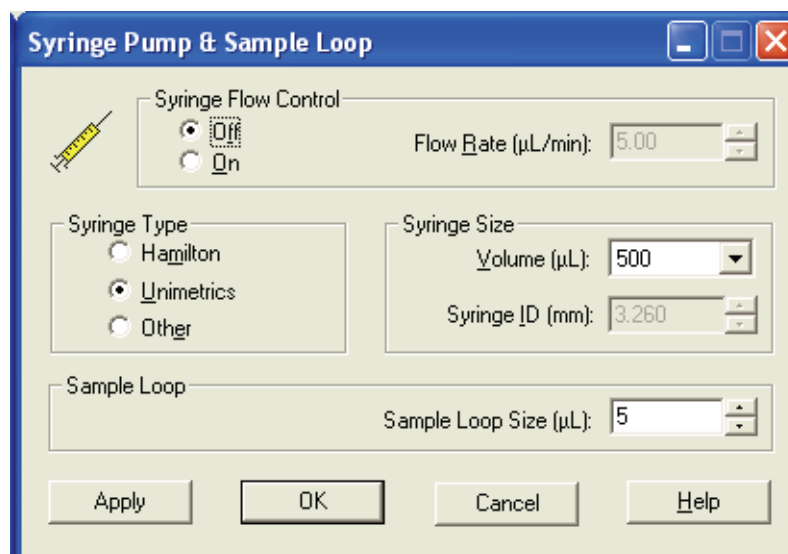 Syringe Pump & Sample Loop
Syringe Flow Control
Off
On
Flow Rate (µL/min): 5.00
Syringe Type
Hamilton
Unimetrics
Other
Syringe Size
Volume (µL): 500
Syringe ID (mm): 3.260
Sample Loop
Sample Loop Size (µL): 5
Apply OK Cancel Help